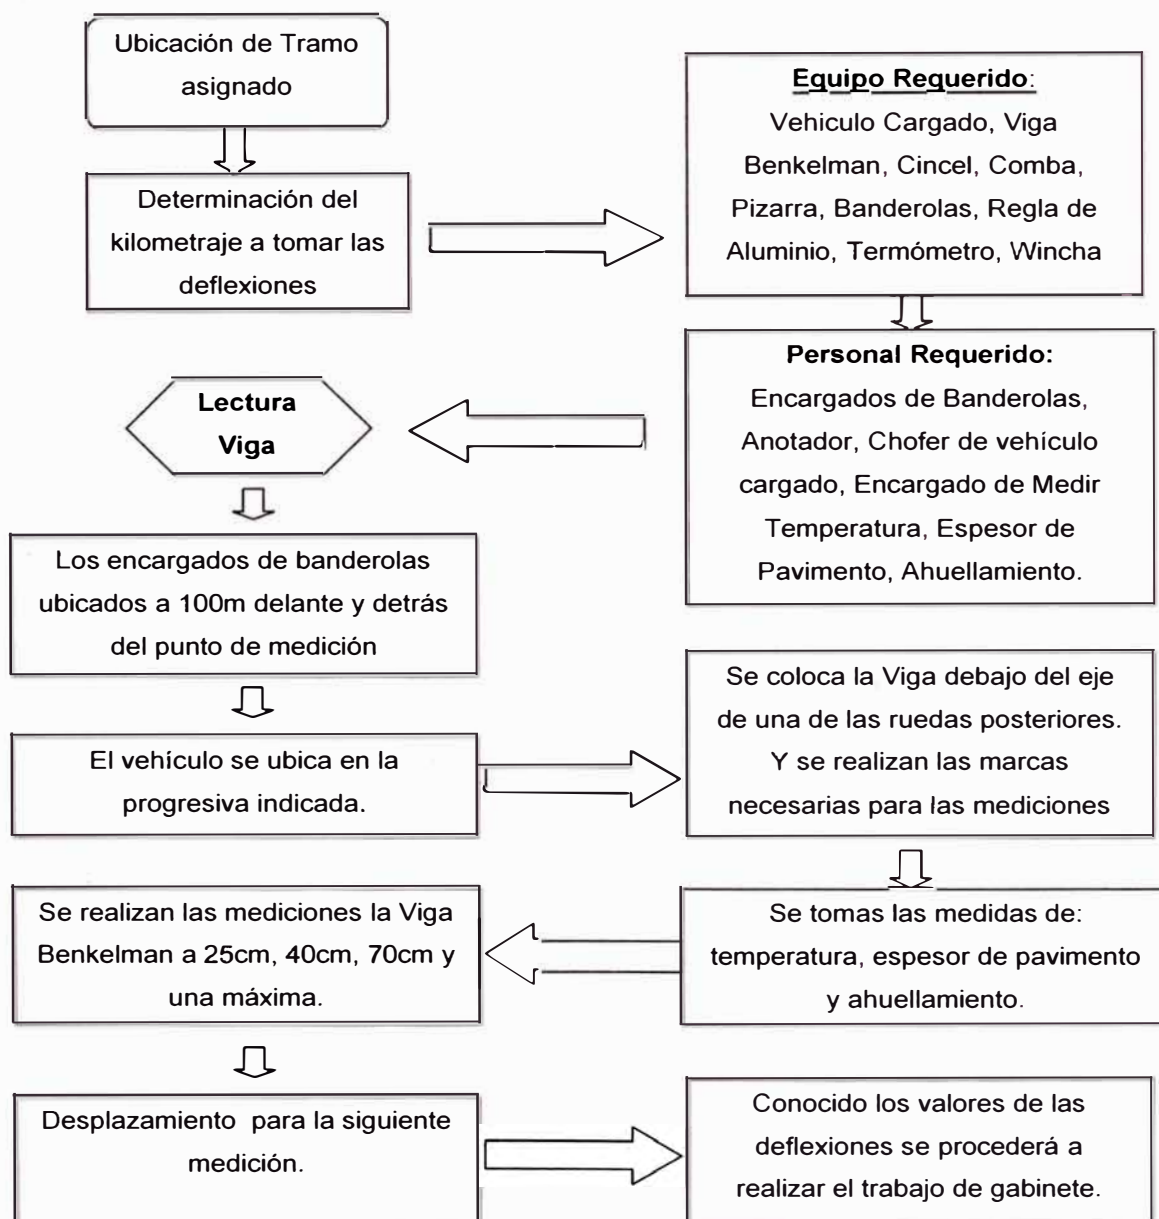 Ubicación de Tramo
asignado
Determinación del
kilometraje a tomar las
deflexiones
Equipo Requerido:
Vehiculo Cargado, Viga
Benkelman, Cincel, Comba,
Pizarra, Banderolas, Regla de
Aluminio, Termómetro, Wincha
Personal Requerido:
Encargados de Banderolas,
Anotador, Chofer de vehículo
cargado, Encargado de Medir
Temperatura, Espesor de
Pavimento, Ahuellamiento.
Lectura
Viga
Los encargados de banderolas
ubicados a 100m delante y detrás
del punto de medición
El vehículo se ubica en la
progresiva indicada.
Se coloca la Viga debajo del eje
de una de las ruedas posteriores.
Y se realizan las marcas
necesarias para las mediciones
Se tomas las medidas de:
temperatura, espesor de pavimento
y ahuellamiento.
Se realizan las mediciones la Viga
Benkelman a 25cm, 40cm, 70cm y
una máxima.
Desplazamiento para la siguiente
medición.
Conocido los valores de las
deflexiones se procederá a
realizar el trabajo de gabinete.